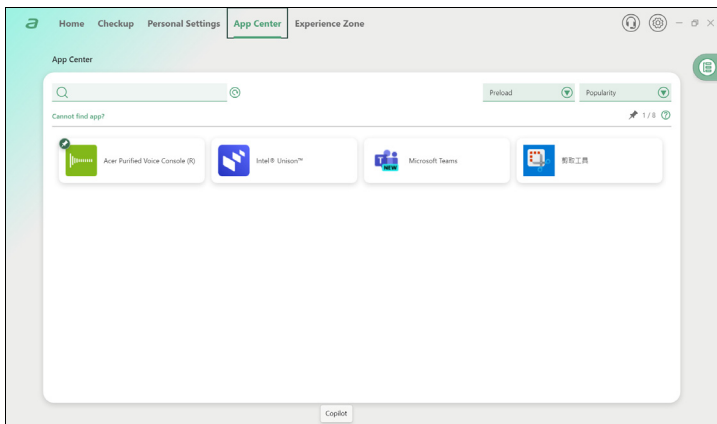 a Home Checkup Personal Settings App Center Experience Zone
App Center
Preload Popularity
Cannot find app? 1 / 8
Acer Purified Voice Console (R) Intel® Unison™ Microsoft Teams 剪取工具
NEW
Copilot